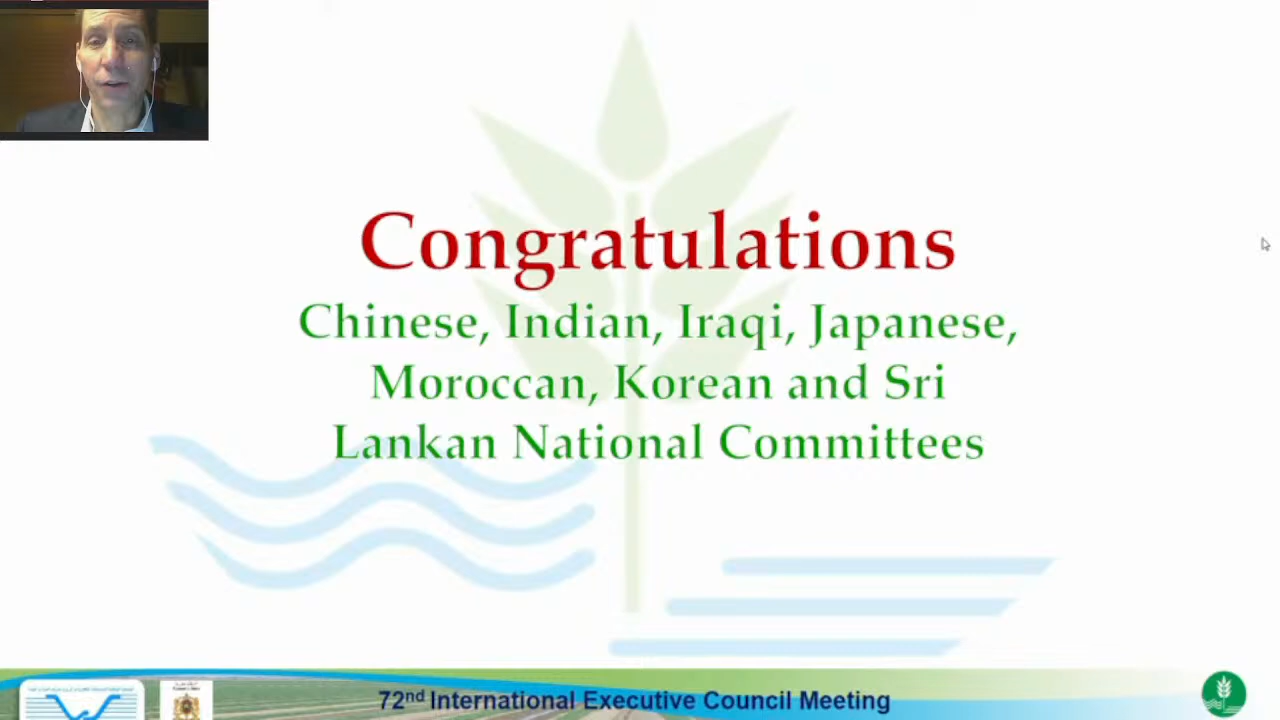 Congratulations
Chinese, Indian, Iraqi, Japanese,
Moroccan, Korean and Sri
Lankan National Committees
72nd International Executive Council Meeting